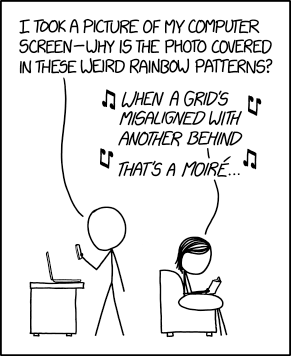 I TOOK A PICTURE OF MY COMPUTER
SCREEN—WHY IS THE PHOTO COVERED
IN THESE WEIRD RAINBOW PATTERNS?
WHEN A GRID'S
MISALIGNED WITH
ANOTHER BEHIND
THAT'S A MOIRÉ...